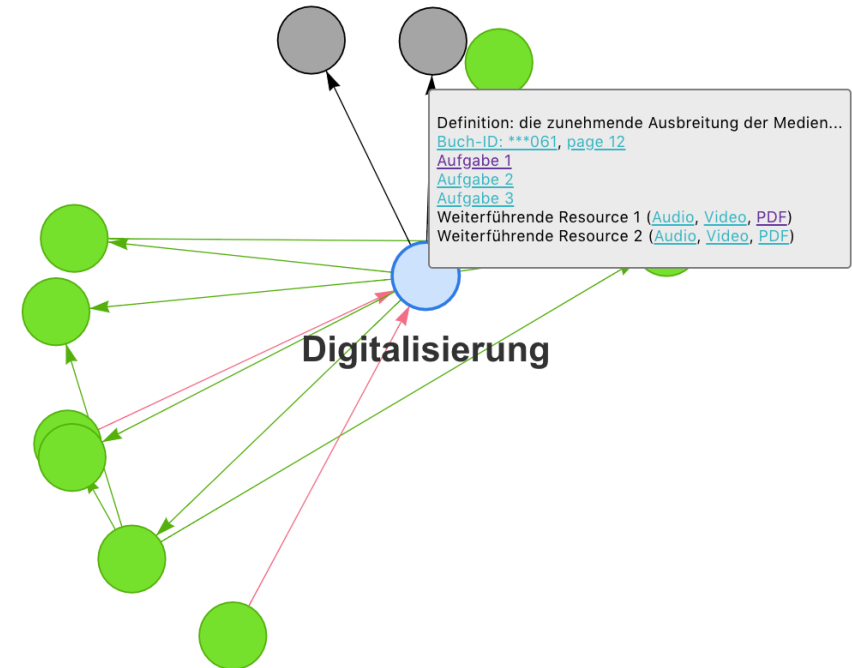 Definition: die zunehmende Ausbreitung der Medien...
Buch-ID: ***061, page 12
Aufgabe 1
Aufgabe 2
Aufgabe 3
Weiterführende Resource 1 (Audio, Video, PDF)
Weiterführende Resource 2 (Audio, Video, PDF)
Digitalisierung